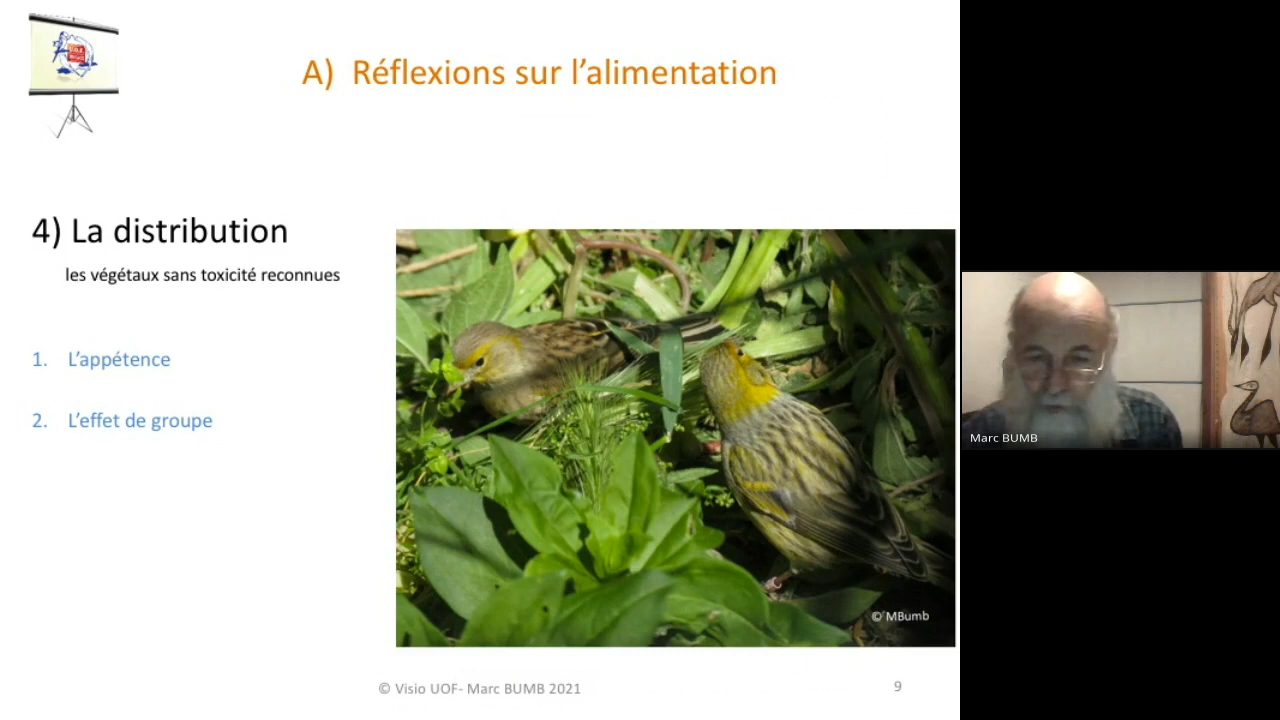 A) Réflexions sur l'alimentation
4) La distribution
les végétaux sans toxicité reconnues
1. L'appétence
2. L'effet de groupe
© MBumb
Marc BUMB
© Visio UOF- Marc BUMB 2021
9